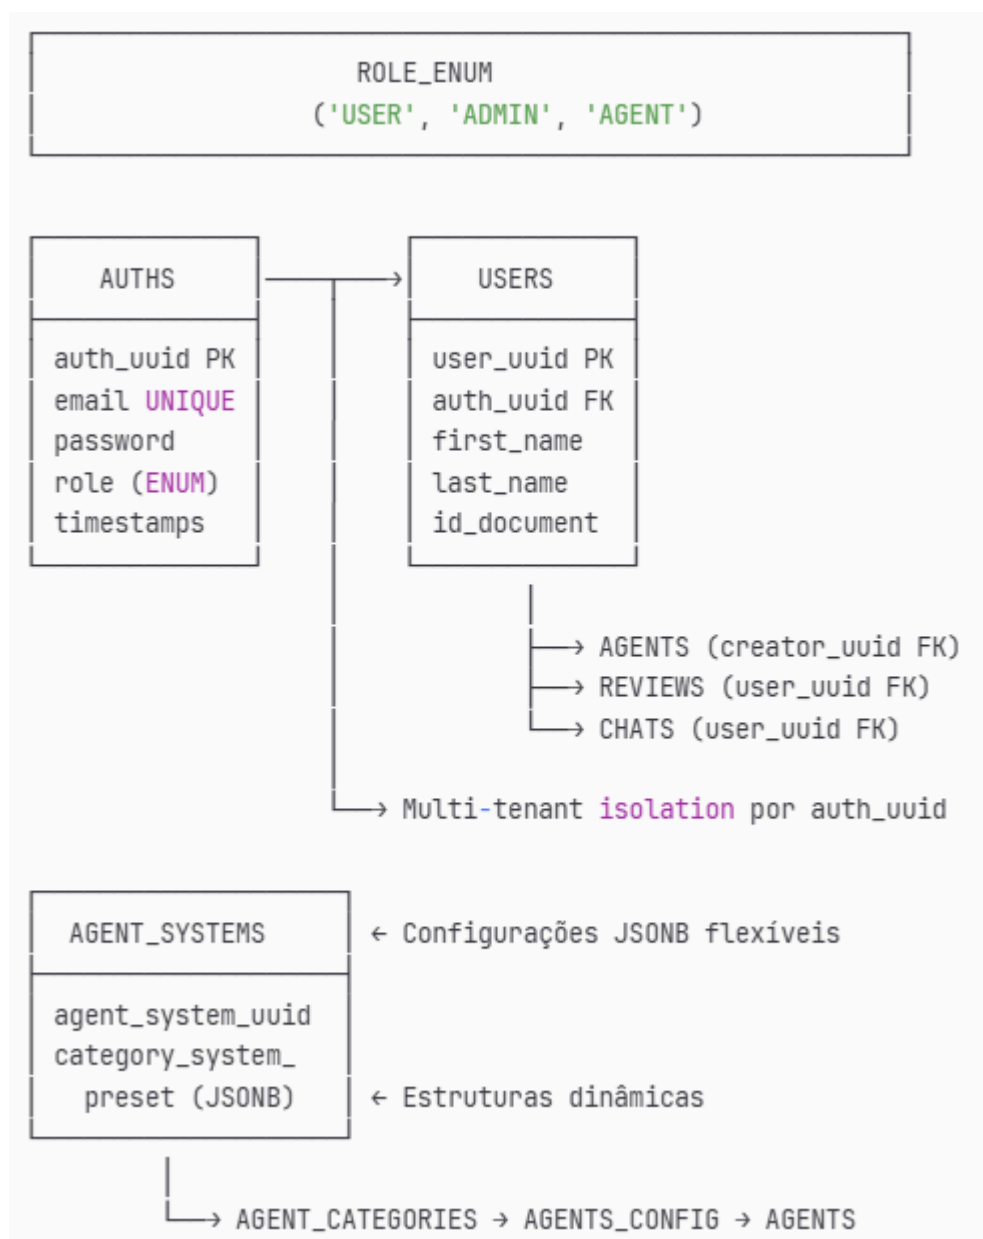 ROLE_ENUM
('USER', 'ADMIN', 'AGENT')
AUTHS
auth_uuid PK
email UNIQUE
password
role (ENUM)
timestamps
USERS
user_uuid PK
auth_uuid FK
first_name
last_name
id_document
→ AGENTS (creator_uuid FK)
→ REVIEWS (user_uuid FK)
→ CHATS (user_uuid FK)
→ Multi-tenant isolation por auth_uuid
AGENT_SYSTEMS
← Configurações JSONB flexíveis
agent_system_uuid
category_system_
preset (JSONB)
← Estruturas dinâmicas
→ AGENT_CATEGORIES → AGENTS_CONFIG → AGENTS